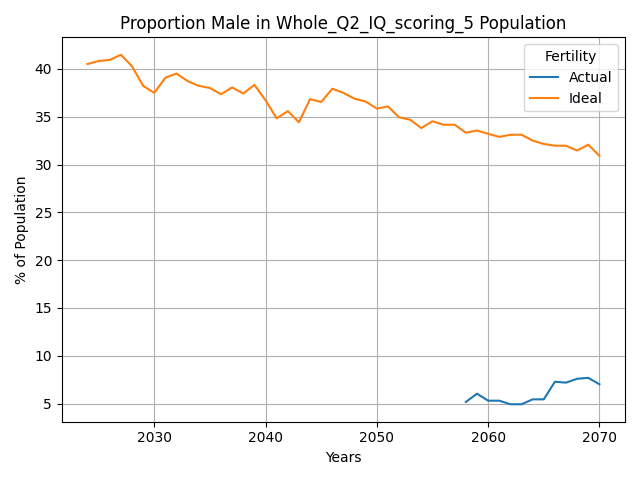 Proportion Male in Whole_Q2_IQ_scoring_5 Population
Fertility
Actual
Ideal
% of Population
40
35
30
25
20
15
10
5
2030
2040
2050
2060
2070
Years